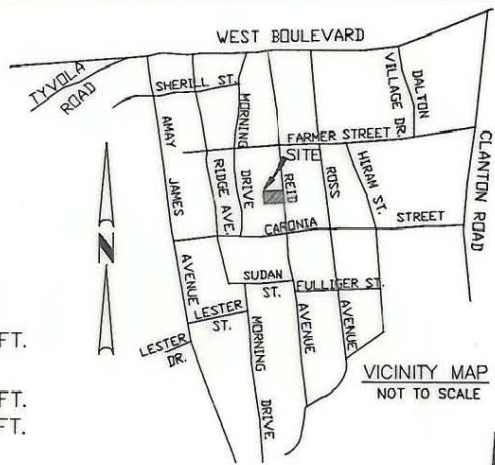 WEST BOULEVARD
TYVOLA
ROAD
SHERILL ST.
MORNING
DRIVE
VILLAGE DR.
DALTON
AMAY
JAMES
AVENUE
FARMER STREET
SITE
RIDGE AVE.
REID
ROSS
HIRAM ST.
CLANTON ROAD
CARONIA
STREET
N
SUDAN
ST.
FULLIGER ST.
LESTER
ST.
LESTER
DR.
MORNING
DRIVE
AVENUE
AVENUE
FT.
FT.
FT.
VICINITY MAP
NOT TO SCALE